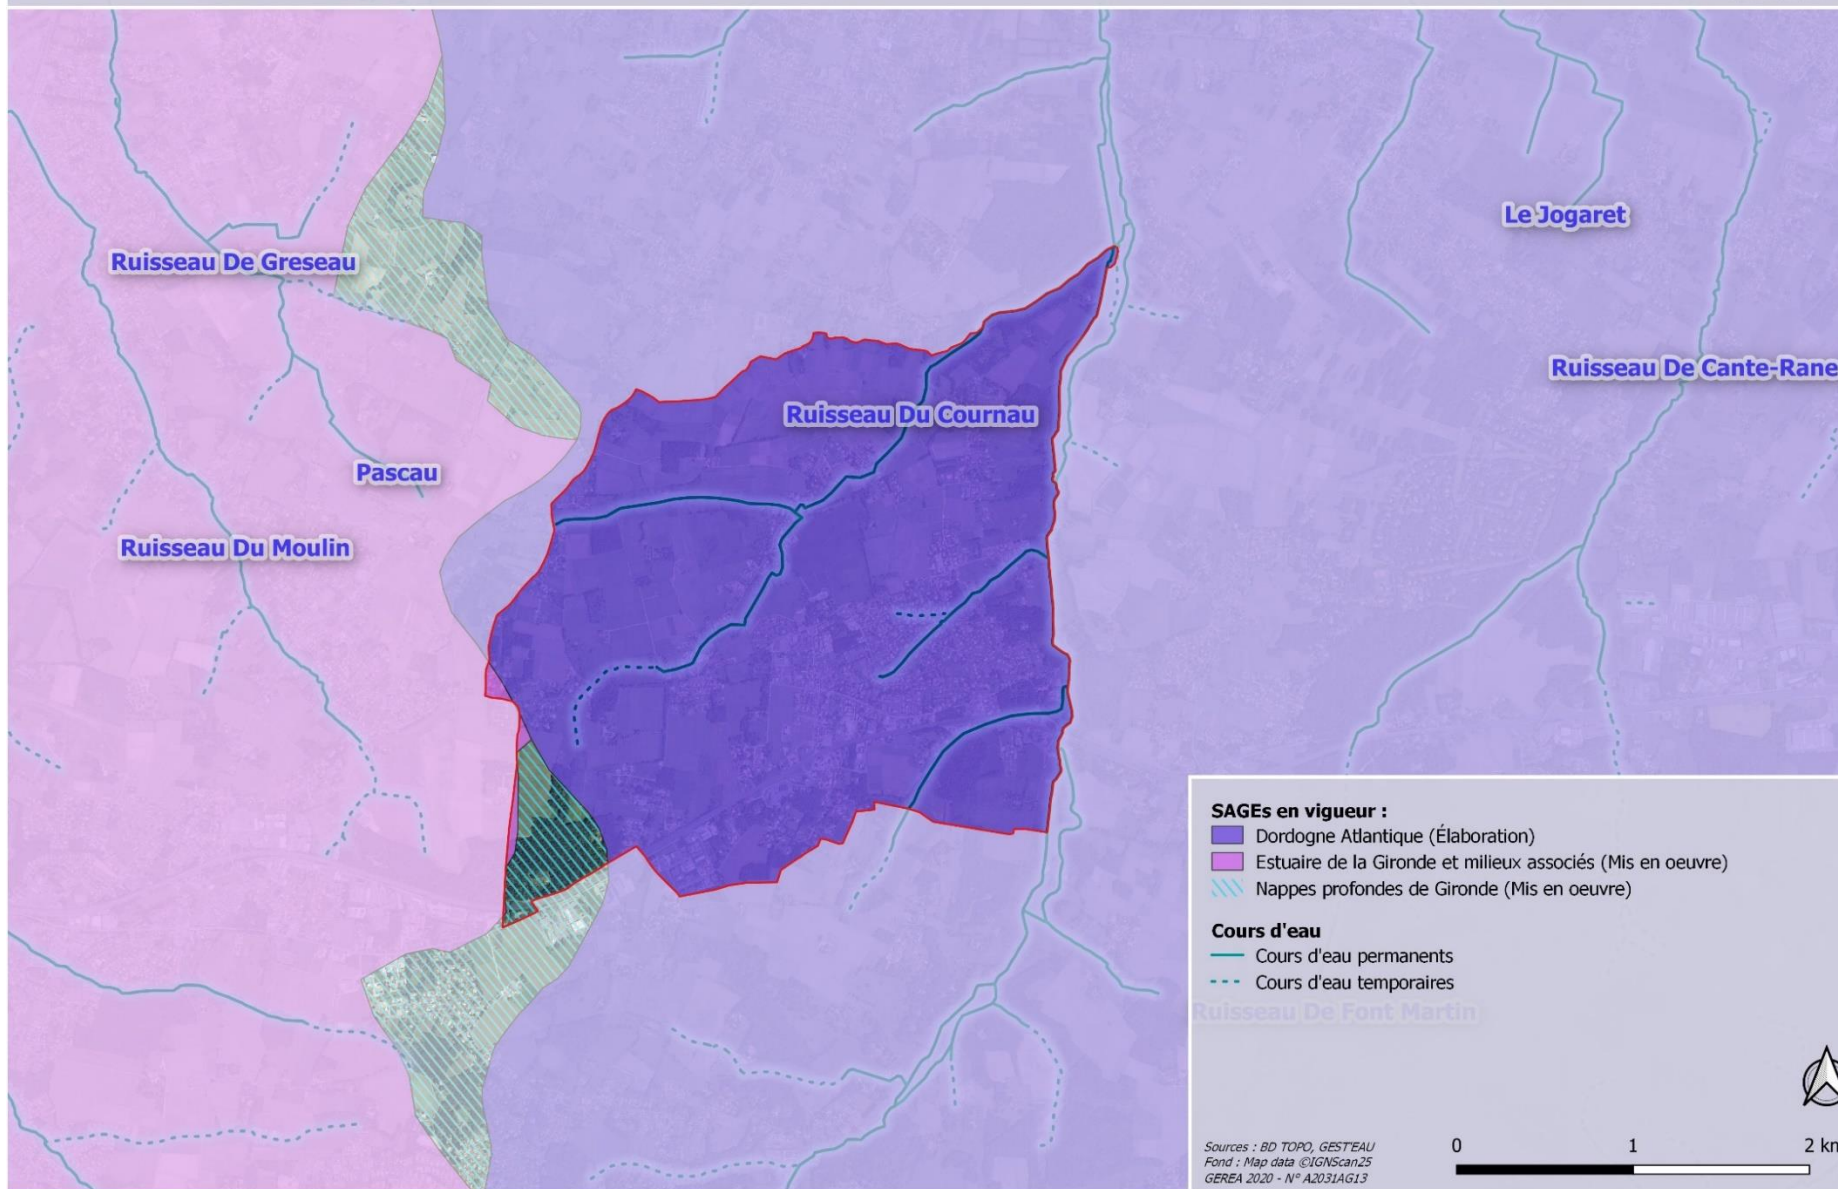 Le Jogaret
Ruisseau De Greseau
Ruisseau De Cante-Rane
Ruisseau Du Cournau
Pascau
Ruisseau Du Moulin
SAGEs en vigueur :
Dordogne Atlantique (Élaboration)
Estuaire de la Gironde et milieux associés (Mis en oeuvre)
Nappes profondes de Gironde (Mis en oeuvre)
Cours d'eau
Cours d'eau permanents
Cours d'eau temporaires
Ruisseau De Font Martin
Sources : BD TOPO, GEST'EAU
Fond : Map data ©IGNScan25
GEREA 2020 - N° A2031AG13
0 1 2 km